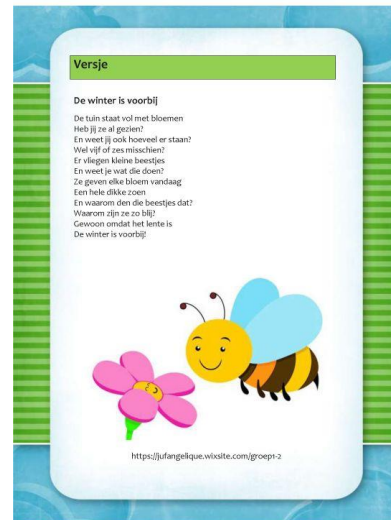 Versje
De winter is voorbij
De tuin staat vol met bloemen
Heb jij ze al gezien?
En weet jij ook hoeveel er staan?
Wel vijf of zes misschien?
Er vliegen kleine beestjes
En weet je wat die doen?
Ze geven elke bloem vandaag
Een hele dikke zoen
En waarom den die beestjes dat?
Waarom zijn ze zo blij?
Gewoon omdat het lente is
De winter is voorbij!
https://jufangelique.wixsite.com/groep1-2